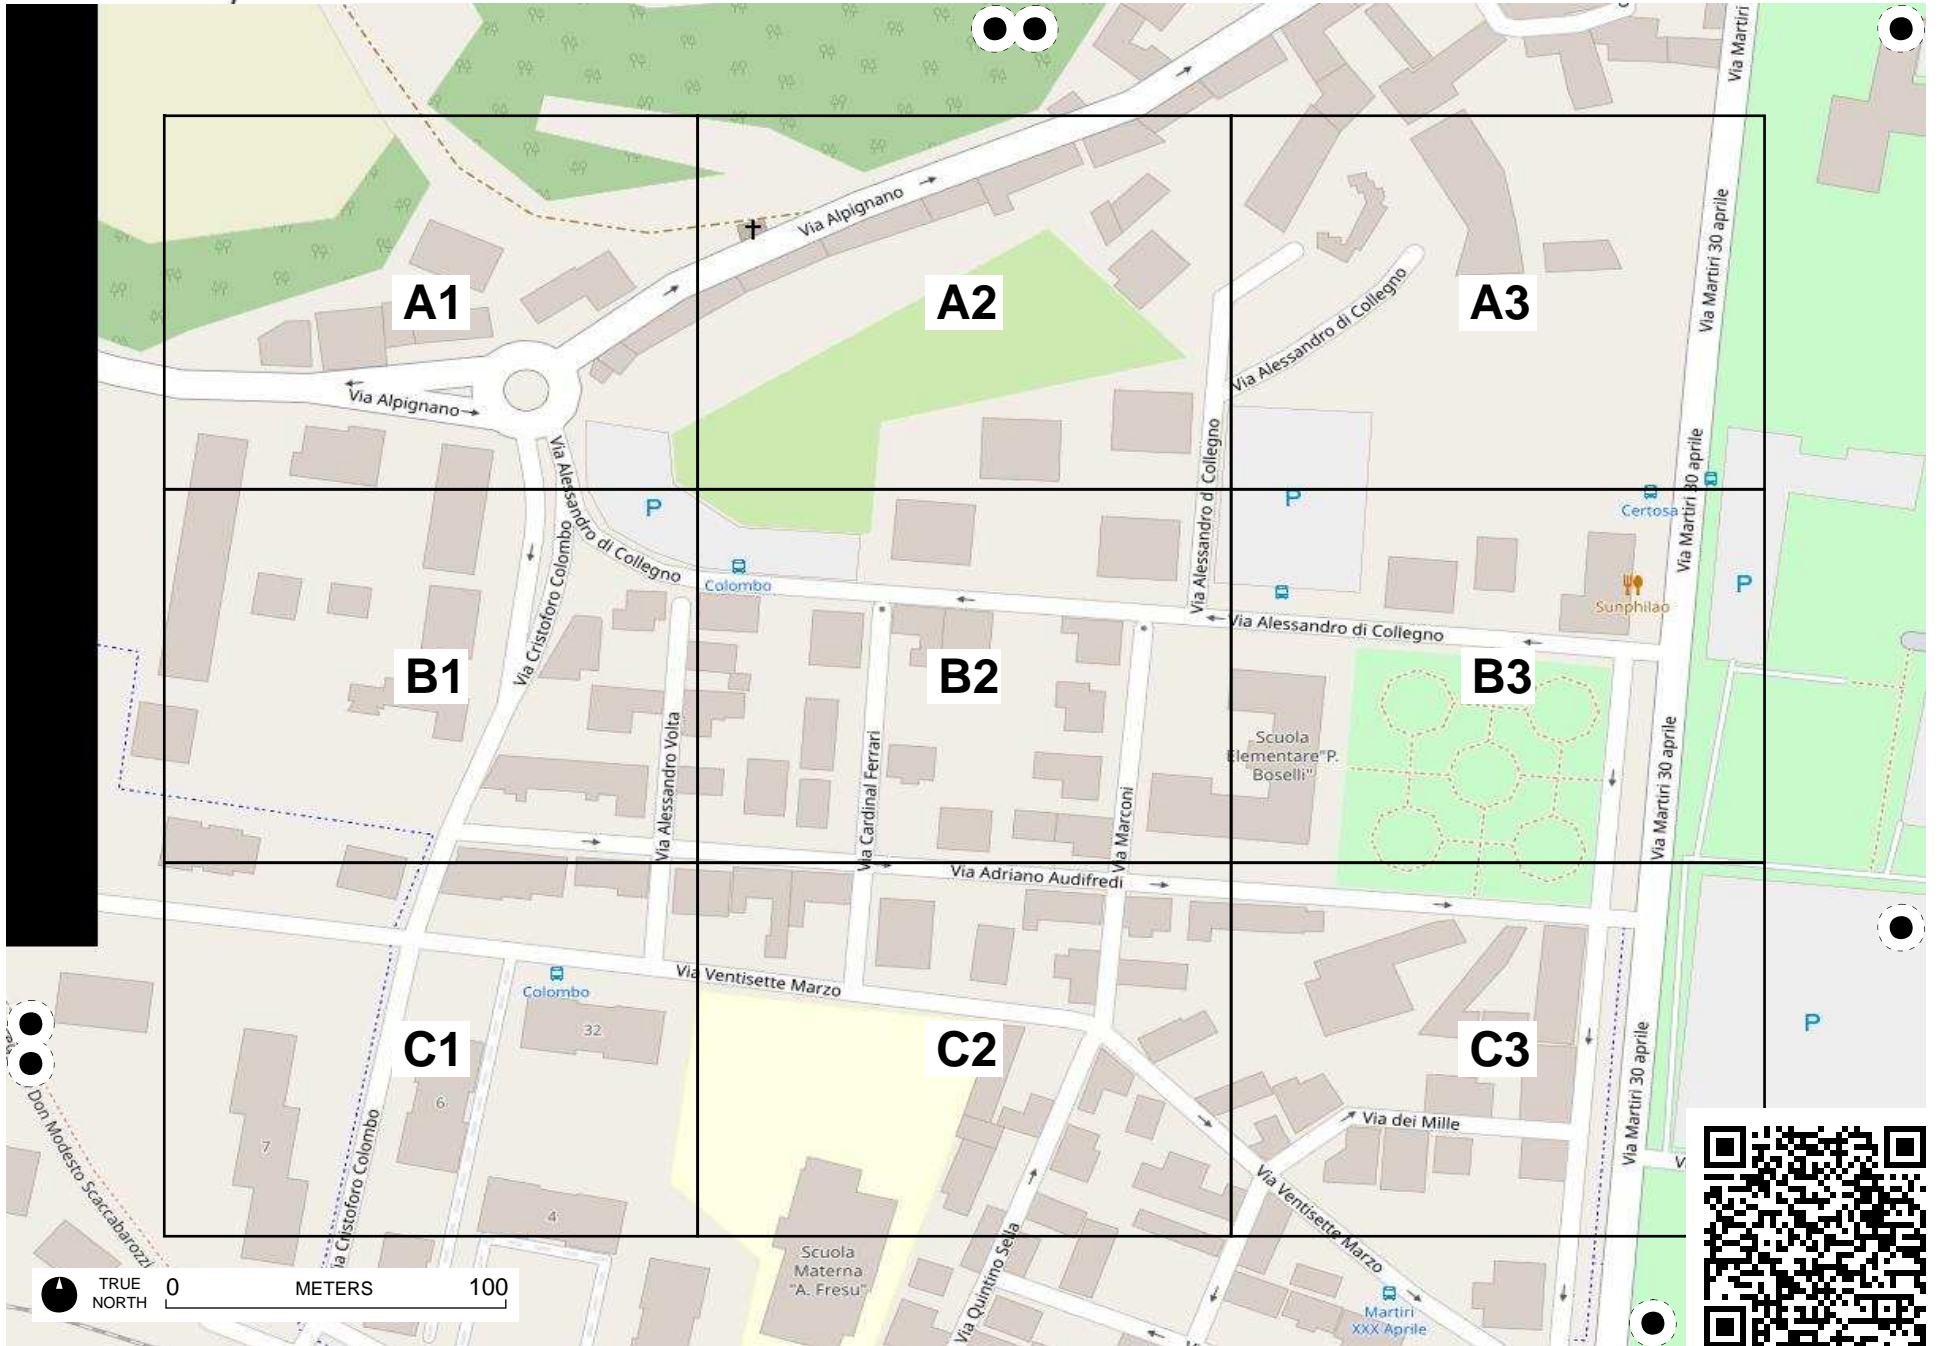 Via Martiri
Via Alpignano
Via Martiri 30 aprile
A1
A2
A3
Via Martiri 30 aprile
Via Alessandro di Collegno
Via Alpignano
Via Alessandro di Collegno
Via Alessandro di Collegno
Via Martiri 30 aprile
P
P
Certosa
Via Cristoforo Colombo
Colombo
P
Sunphilao
Via Alessandro di Collegno
B1
B2
B3
Via Alessandro Volta
Via Cardinal Ferrari
Via Marconi
Scuola
Elementare"P.
Boselli"
Via Martiri 30 aprile
Via Adriano Audifredi
Via Ventisette Marzo
Colombo
32
P
C1
C2
C3
6
7
4
Via dei Mille
Via Martiri 30 aprile
Don Modesto Scaccabarozzi
Via Cristoforo Colombo
Via Ventisette Marzo
Via Quintino Sella
Scuola
Materna
"A. Fresu"
Martiri
XXX Aprile
TRUE
NORTH
0 METERS 100